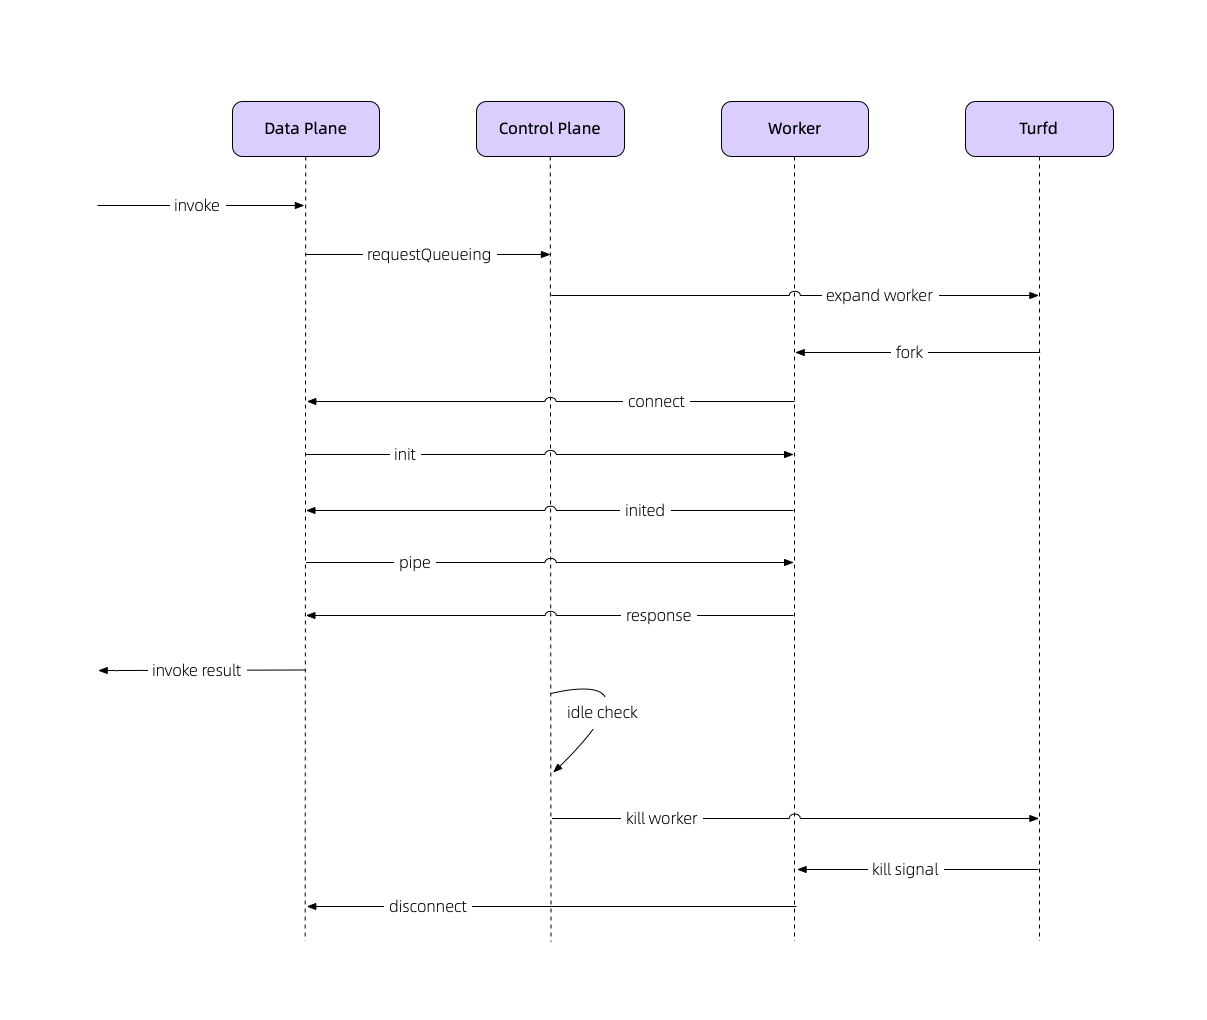 Data Plane
Control Plane
Worker
Turfd
invoke
requestQueueing
expand worker
fork
connect
init
inited
pipe
response
invoke result
idle check
kill worker
kill signal
disconnect